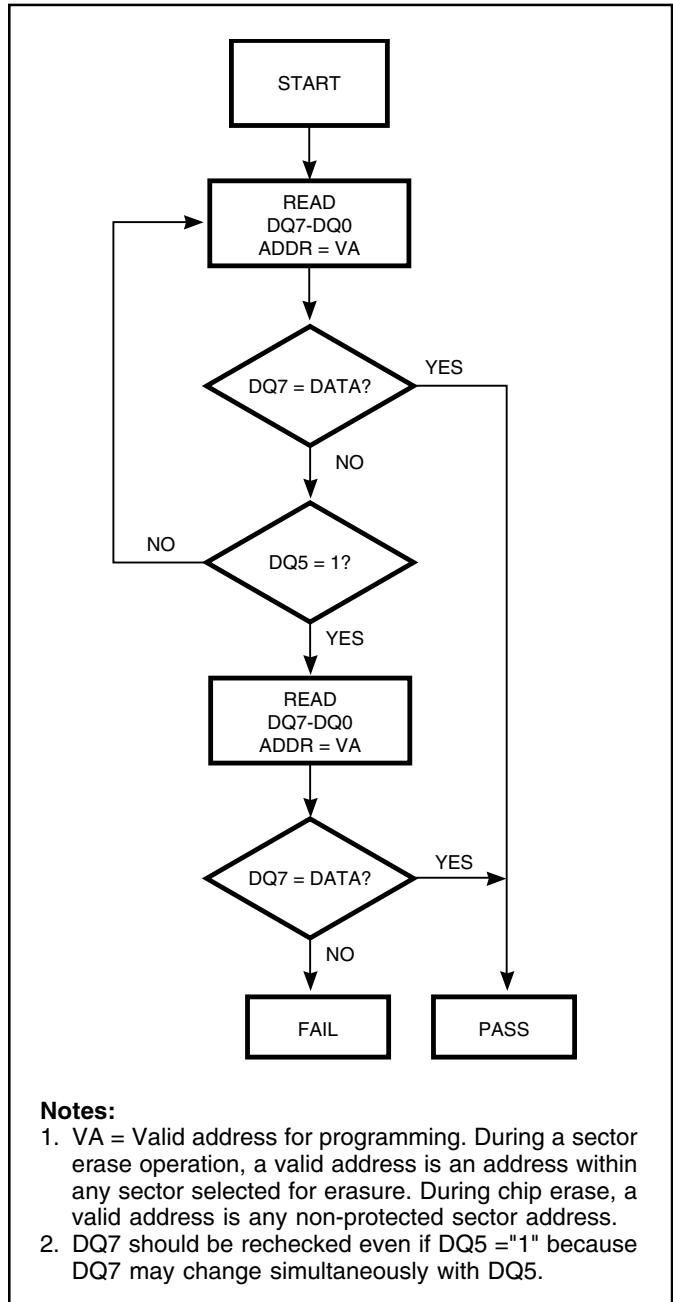 START
READ
DQ7-DQ0
ADDR = VA
DQ7 = DATA?
YES
NO
NO
DQ5 = 1?
YES
READ
DQ7-DQ0
ADDR = VA
DQ7 = DATA?
YES
NO
FAIL
PASS
Notes:
1. VA = Valid address for programming. During a sector
erase operation, a valid address is an address within
any sector selected for erasure. During chip erase, a
valid address is any non-protected sector address.
2. DQ7 should be rechecked even if DQ5 ="1" because
DQ7 may change simultaneously with DQ5.